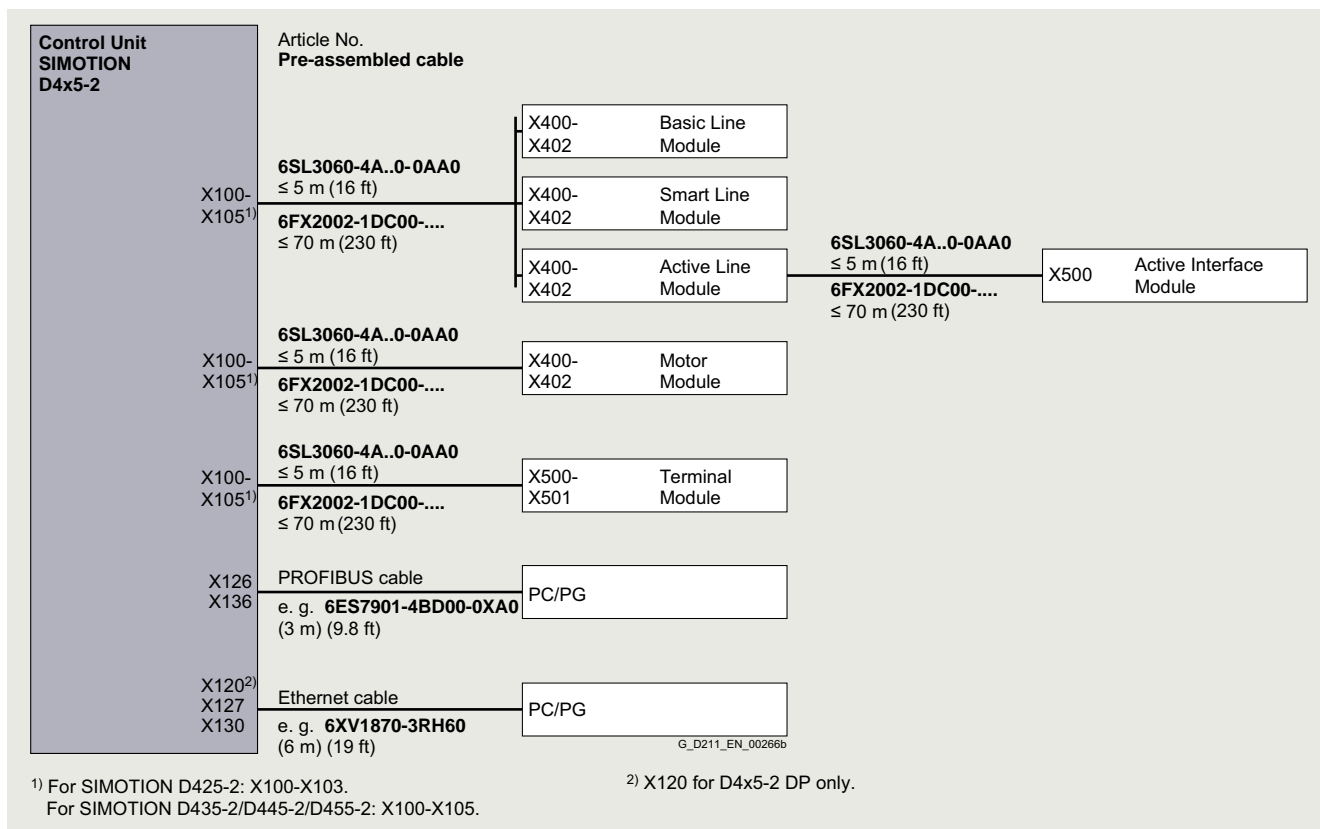 Control Unit
SIMOTION
D4x5-2
Article No.
Pre-assembled cable
X100-
X105¹⁾
6SL3060-4A..0-0AA0
≤ 5 m (16 ft)
6FX2002-1DC00-....
≤ 70 m (230 ft)
X400- Basic Line
X402 Module
X400- Smart Line
X402 Module
X400- Active Line
X402 Module
6SL3060-4A..0-0AA0
≤ 5 m (16 ft)
6FX2002-1DC00-....
≤ 70 m (230 ft)
X500 Active Interface
Module
X100-
X105¹⁾
6SL3060-4A..0-0AA0
≤ 5 m (16 ft)
6FX2002-1DC00-....
≤ 70 m (230 ft)
X400- Motor
X402 Module
X100-
X105¹⁾
6SL3060-4A..0-0AA0
≤ 5 m (16 ft)
6FX2002-1DC00-....
≤ 70 m (230 ft)
X500- Terminal
X501 Module
X126
X136
PROFIBUS cable
e. g. 6ES7901-4BD00-0XA0
(3 m) (9.8 ft)
PC/PG
X120²⁾
X127
X130
Ethernet cable
e. g. 6XV1870-3RH60
(6 m) (19 ft)
PC/PG
G_D211_EN_00266b
¹⁾ For SIMOTION D425-2: X100-X103.
For SIMOTION D435-2/D445-2/D455-2: X100-X105.
²⁾ X120 for D4x5-2 DP only.